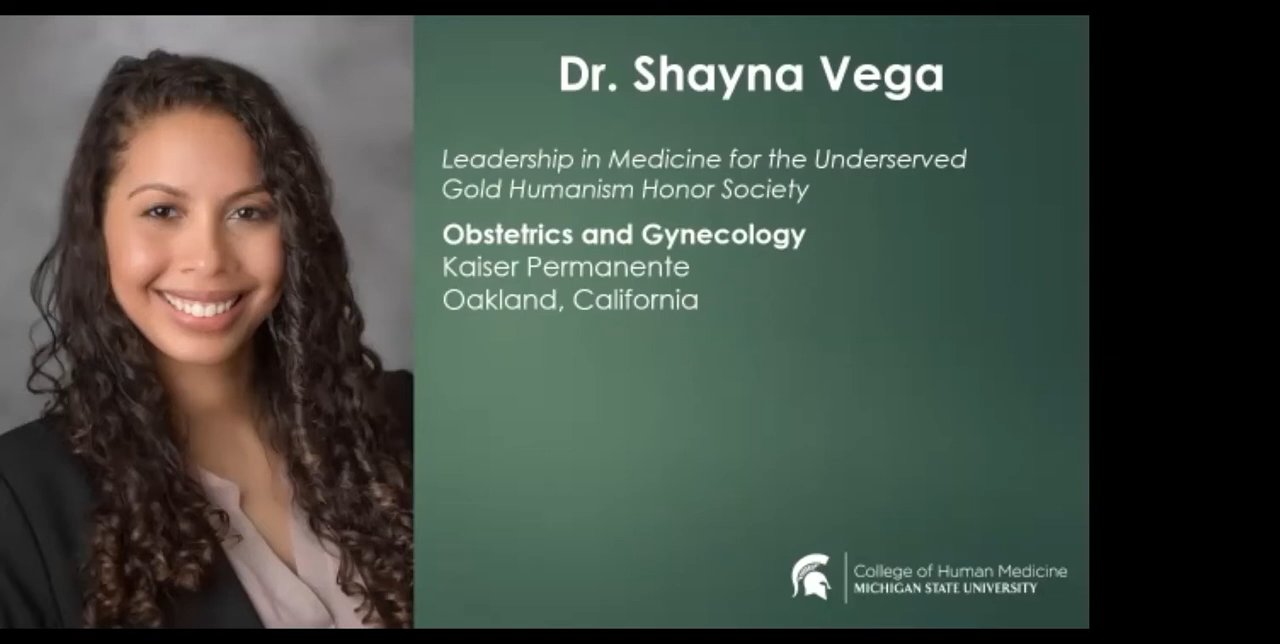 Dr. Shayna Vega
Leadership in Medicine for the Underserved
Gold Humanism Honor Society
Obstetrics and Gynecology
Kaiser Permanente
Oakland, California
College of Human Medicine
MICHIGAN STATE UNIVERSITY